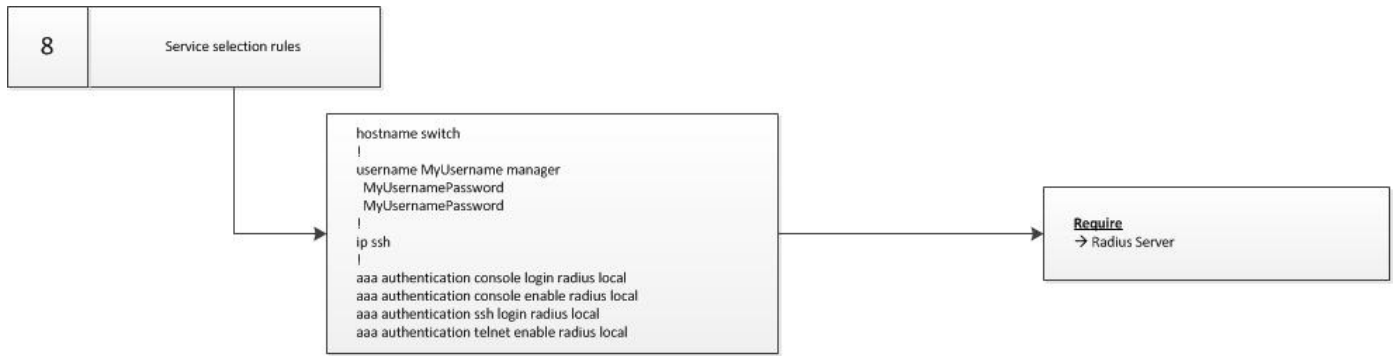 8
Service selection rules
hostname switch
!
username MyUsername manager
MyUsernamePassword
MyUsernamePassword
!
ip ssh
!
aaa authentication console login radius local
aaa authentication console enable radius local
aaa authentication ssh login radius local
aaa authentication telnet enable radius local
Require
→ Radius Server